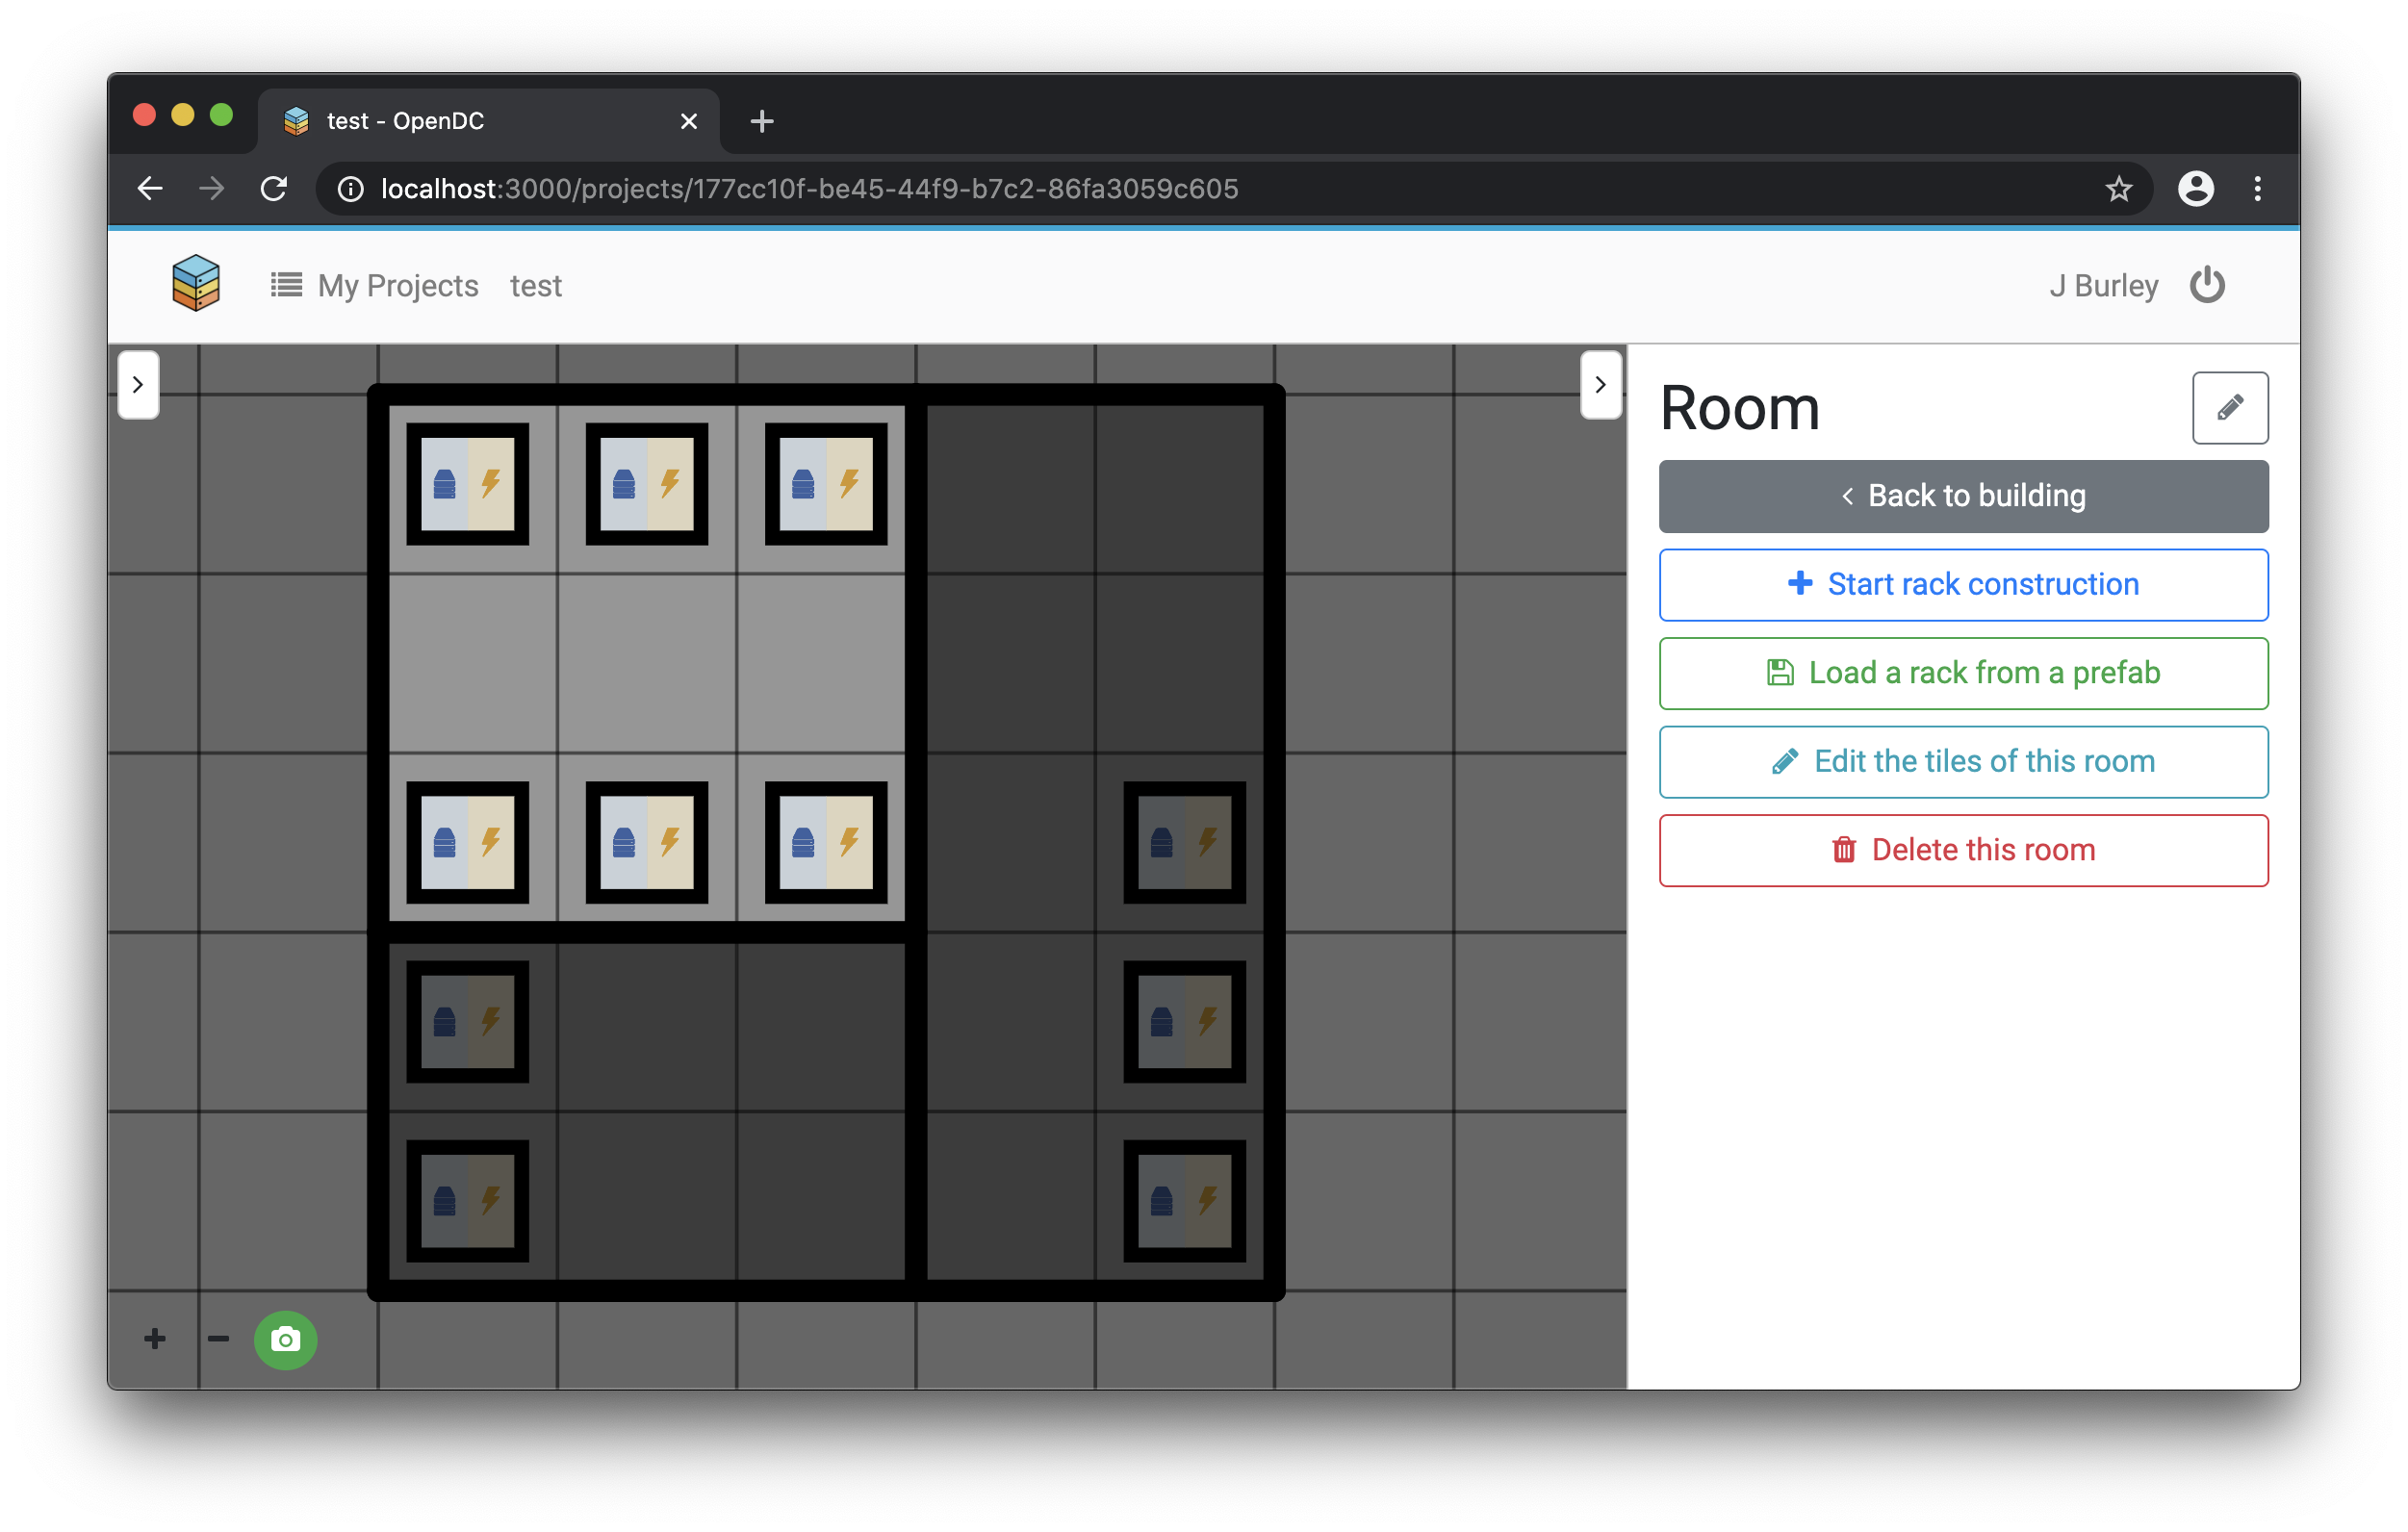 test - OpenDC
localhost:3000/projects/177cc10f-be45-44f9-b7c2-86fa3059c605
My Projects test
J Burley
Room
Back to building
Start rack construction
Load a rack from a prefab
Edit the tiles of this room
Delete this room